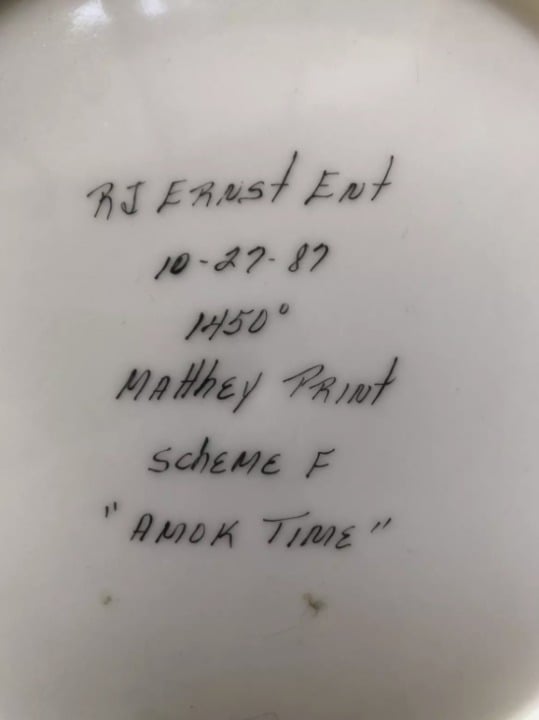 RJ ERNST ENT
10-27-87
1450°
MATTHEY PRINT
SCHEME F
"AMOK TIME"